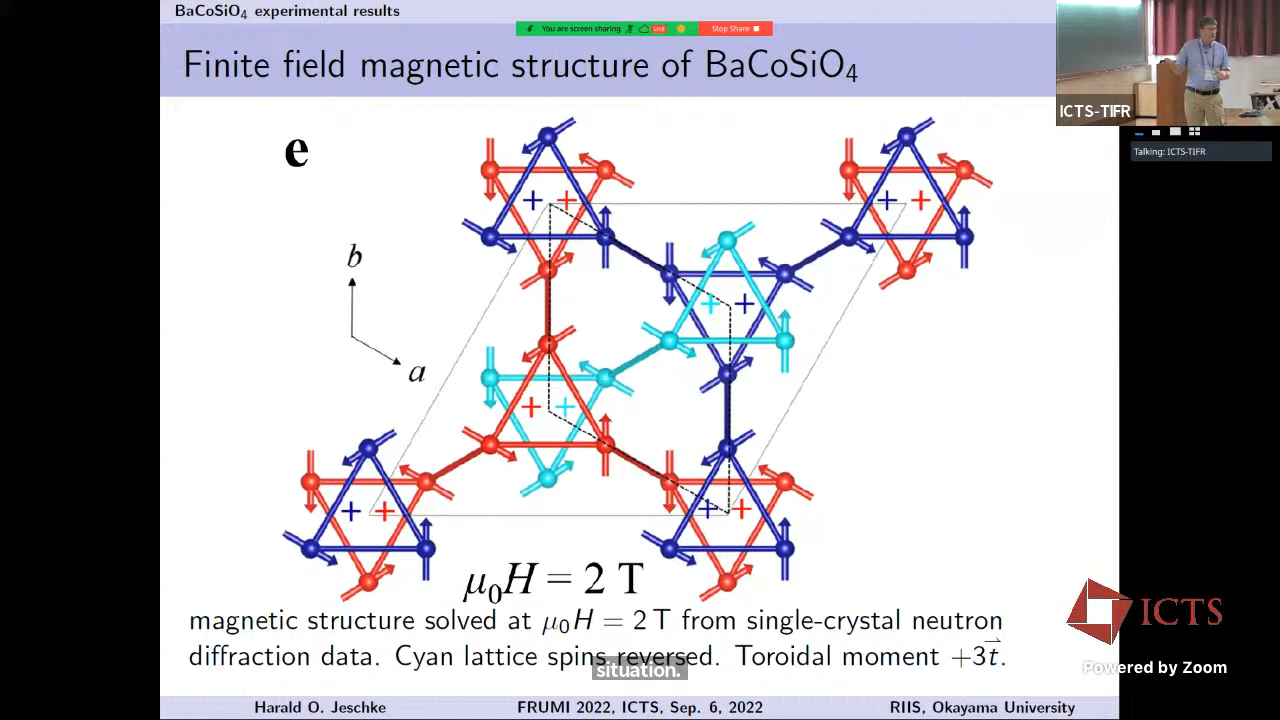 BaCoSiO4 experimental results
You are screen sharing LIVE Stop Share
Finite field magnetic structure of BaCoSiO4
ICTS-TIFR
Talking: ICTS-TIFR
e
b
a
μ0H = 2 T
magnetic structure solved at μ0H = 2 T from single-crystal neutron
diffraction data. Cyan lattice spins reversed. Toroidal moment +3t⃗.
situation.
ICTS
Powered by Zoom
Harald O. Jeschke FRUMI 2022, ICTS, Sep. 6, 2022 RIIS, Okayama University